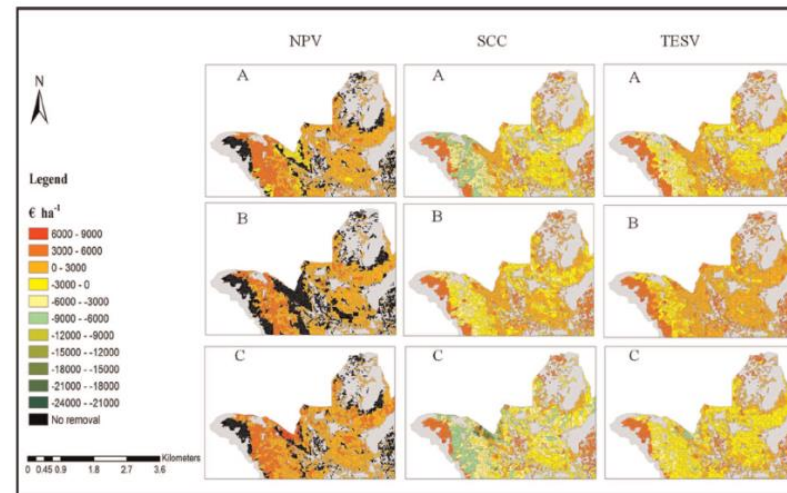 NPV SCC TESV
A A A
N
Legend
€ ha⁻¹
B B B
6000 - 9000
3000 - 6000
0 - 3000
-3000 - 0
-6000 - -3000
-9000 - -6000
-12000 - -9000
-15000 - -12000
-18000 - -15000
-21000 - -18000
-24000 - -21000
No removal
C C C
Kilometers
0 0.45 0.9 1.8 2.7 3.6